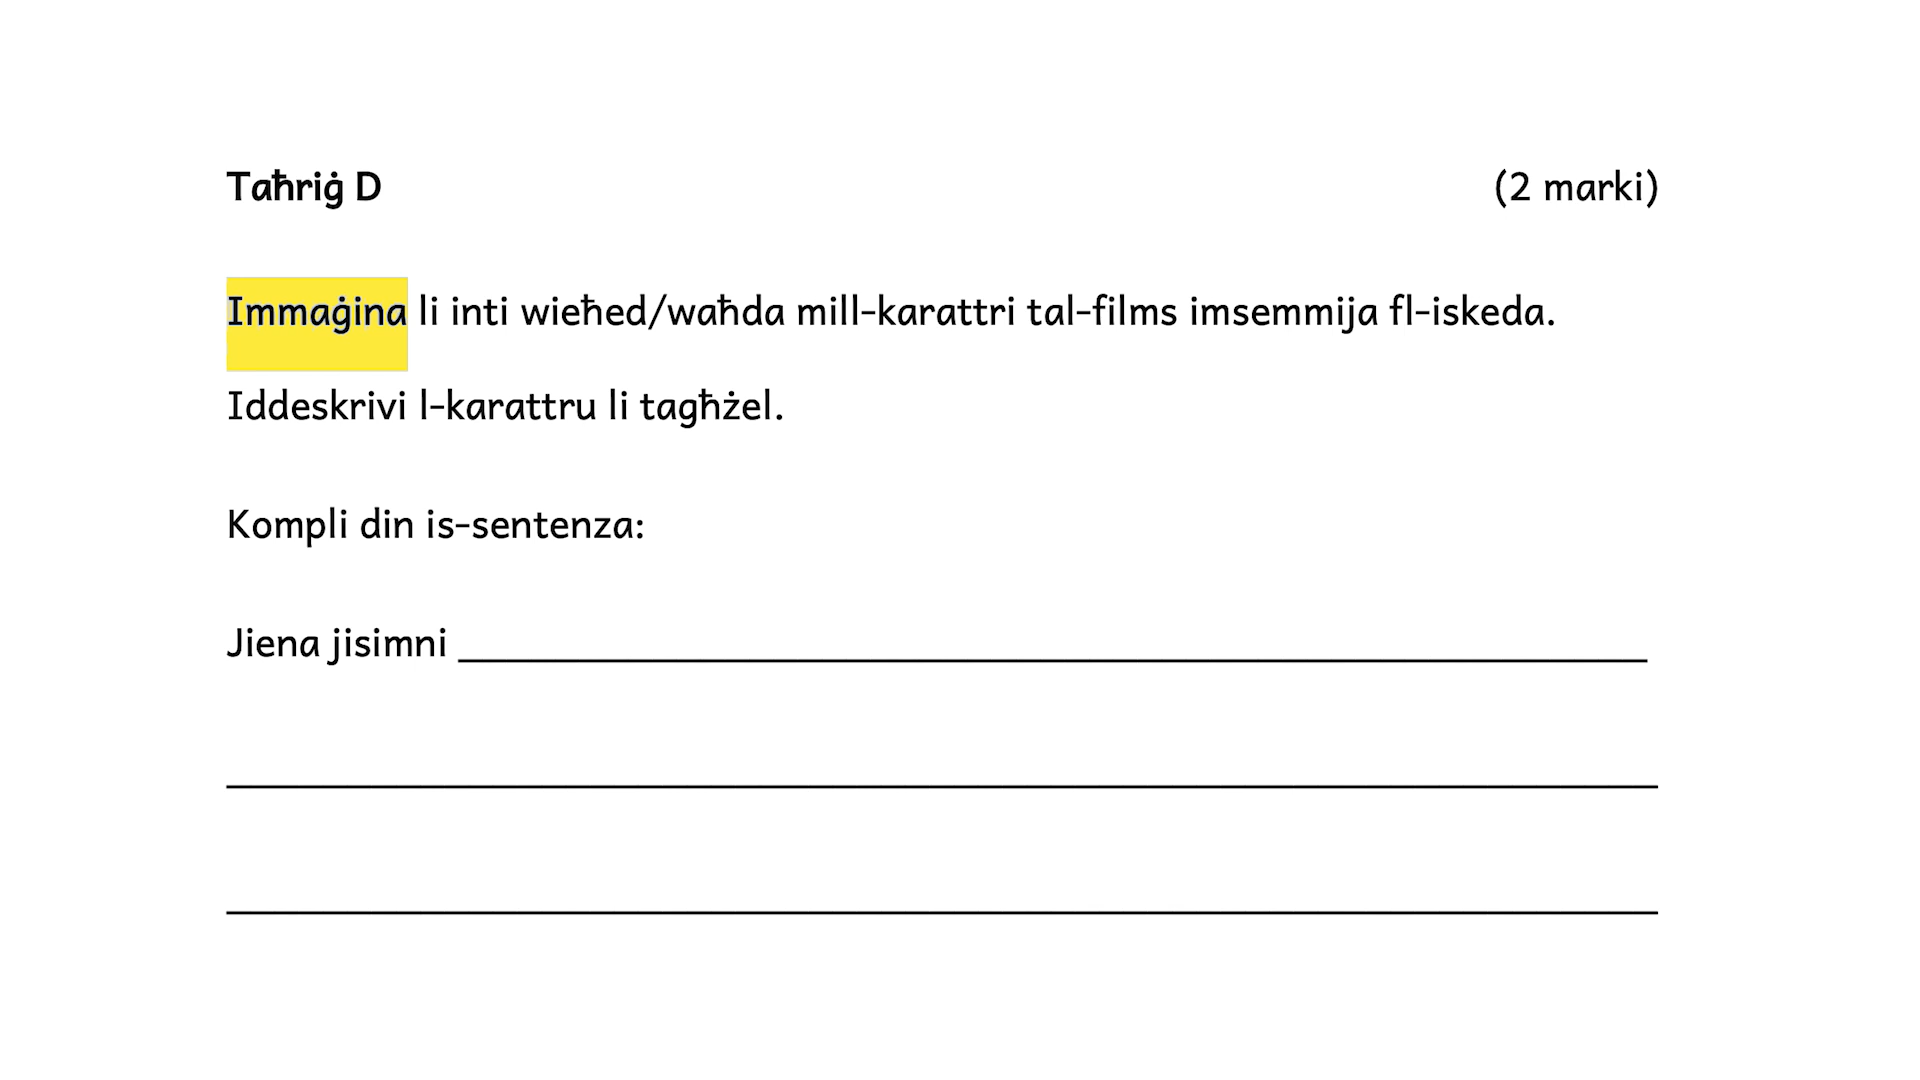 Taħriġ D (2 marki)
Immaġina li inti wieħed/waħda mill-karattri tal-films imsemmija fl-iskeda.
Iddeskrivi l-karattru li tagħżel.
Kompli din is-sentenza:
Jiena jisimni